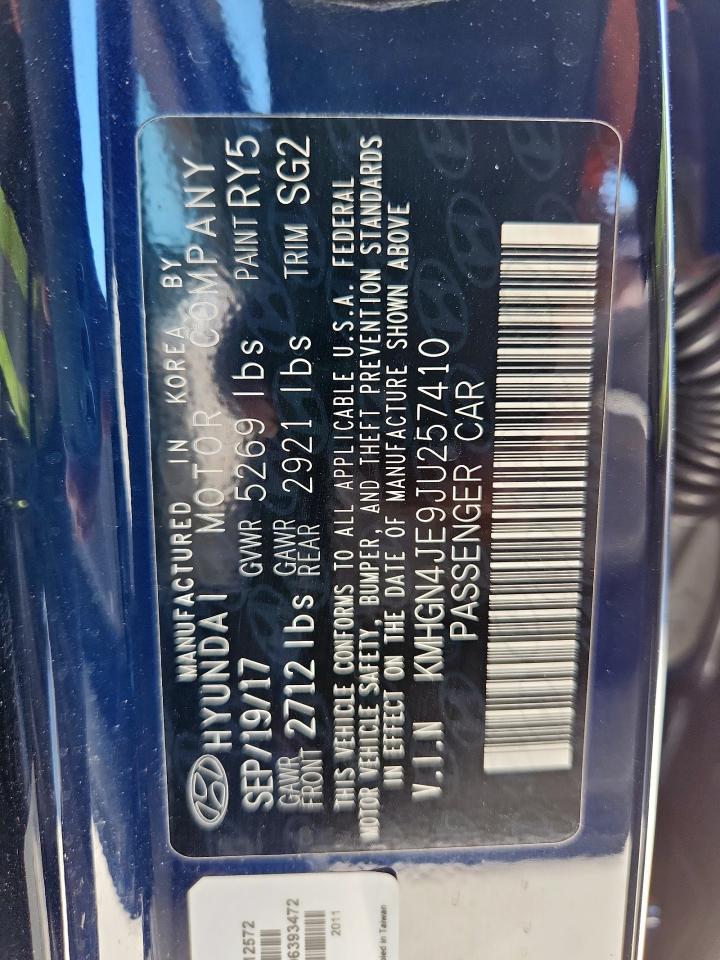 MANUFACTURED IN KOREA BY
HYUNDAI MOTOR COMPANY
SEP/19/17 GVWR 5269 lbs PAINT RY5
GAWR FRONT 2712 lbs GAWR REAR 2921 lbs TRIM SG2
THIS VEHICLE CONFORMS TO ALL APPLICABLE U.S.A. FEDERAL
MOTOR VEHICLE SAFETY, BUMPER, AND THEFT PREVENTION STANDARDS
IN EFFECT ON THE DATE OF MANUFACTURE SHOWN ABOVE
V.I.N KMHGN4JE9JU257410
PASSENGER CAR
12572
6393472
2011
in Taiwan